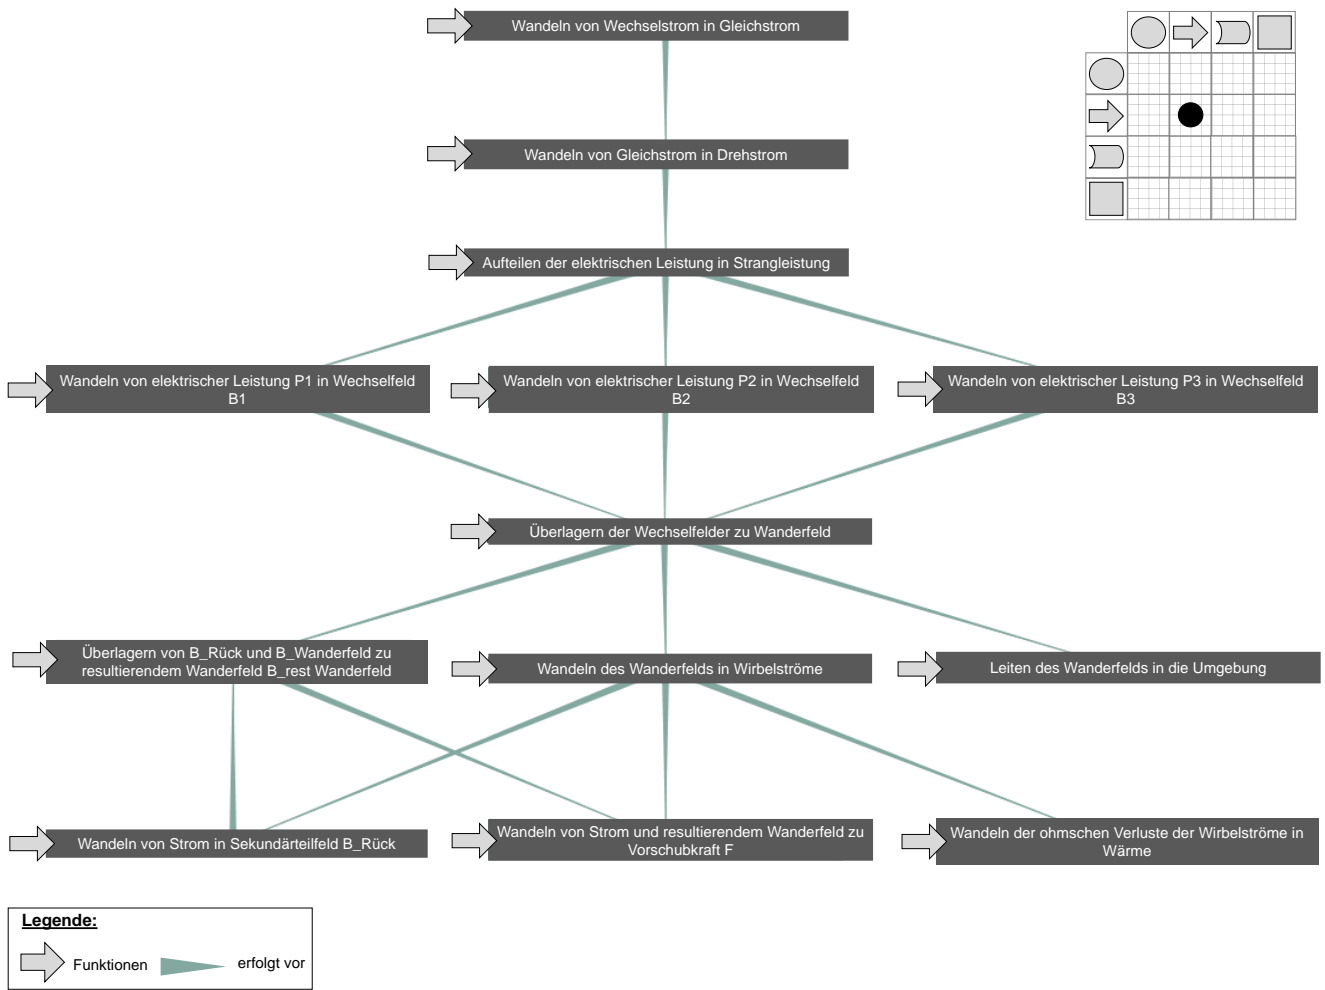 Wandeln von Wechselstrom in Gleichstrom
Wandeln von Gleichstrom in Drehstrom
Aufteilen der elektrischen Leistung in Strangleistung
Wandeln von elektrischer Leistung P1 in Wechselfeld
B1
Wandeln von elektrischer Leistung P2 in Wechselfeld
B2
Wandeln von elektrischer Leistung P3 in Wechselfeld
B3
Überlagern der Wechselfelder zu Wanderfeld
Überlagern von B_Rück und B_Wanderfeld zu
resultierendem Wanderfeld B_rest Wanderfeld
Wandeln des Wanderfelds in Wirbelströme
Leiten des Wanderfelds in die Umgebung
Wandeln von Strom in Sekundärteilfeld B_Rück
Wandeln von Strom und resultierendem Wanderfeld zu
Vorschubkraft F
Wandeln der ohmschen Verluste der Wirbelströme in
Wärme
Legende:
Funktionen
erfolgt vor